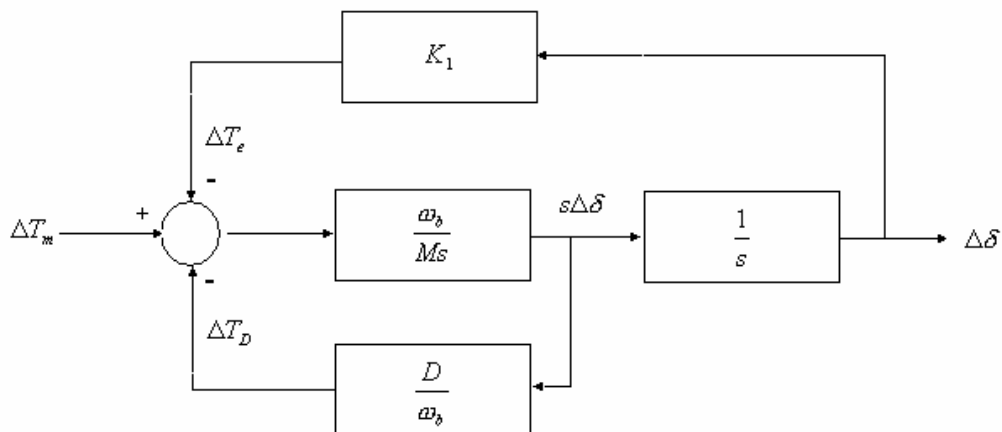 K₁
ΔTₑ
-
ΔTₘ
+
ω_b
Ms
sΔδ
1
s
Δδ
-
ΔT_D
D
ω_b